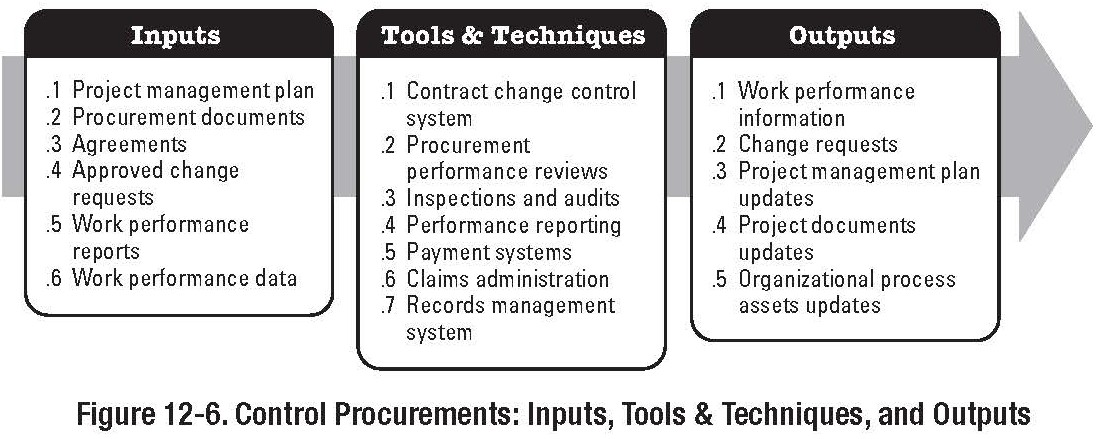 Inputs
.1 Project management plan
.2 Procurement documents
.3 Agreements
.4 Approved change
requests
.5 Work performance
reports
.6 Work performance data
Tools & Techniques
.1 Contract change control
system
.2 Procurement
performance reviews
.3 Inspections and audits
.4 Performance reporting
.5 Payment systems
.6 Claims administration
.7 Records management
system
Outputs
.1 Work performance
information
.2 Change requests
.3 Project management plan
updates
.4 Project documents
updates
.5 Organizational process
assets updates
Figure 12-6. Control Procurements: Inputs, Tools & Techniques, and Outputs